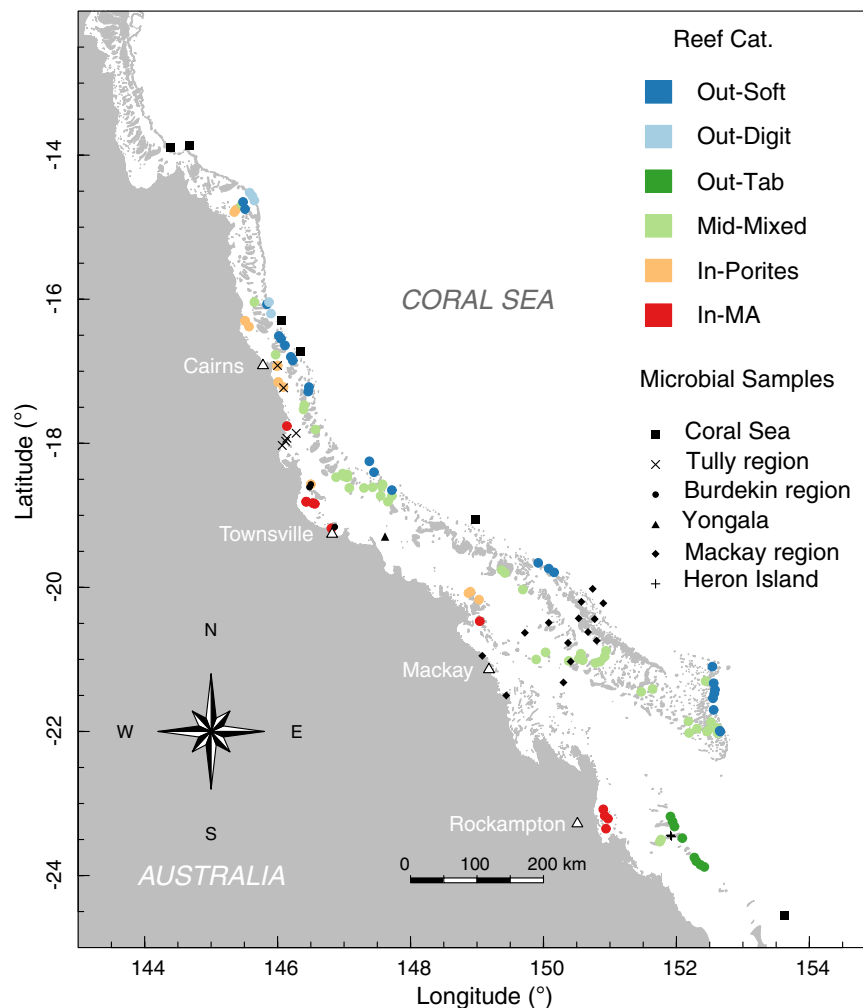 Reef Cat.
Out-Soft
Out-Digit
Out-Tab
Mid-Mixed
In-Porites
In-MA
Microbial Samples
Coral Sea
Tully region
Burdekin region
Yongala
Mackay region
Heron Island
CORAL SEA
Cairns
Townsville
Mackay
Rockampton
AUSTRALIA
N
W E
S
0 100 200 km
Latitude (°)
-14
-16
-18
-20
-22
-24
144 146 148 150 152 154
Longitude (°)